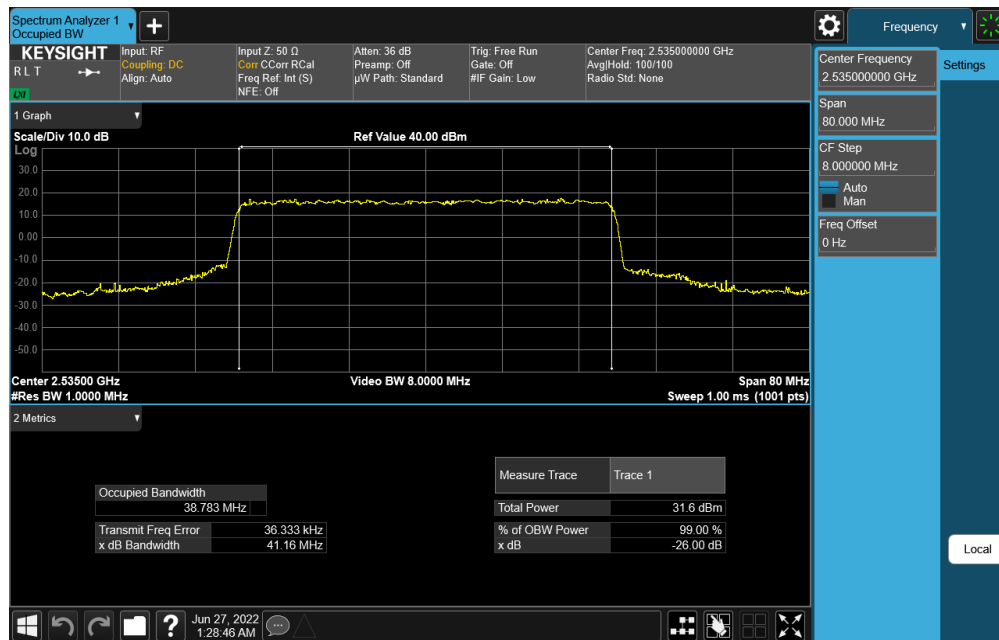 Spectrum Analyzer 1
Occupied BW
Frequency
KEYSIGHT
R L T
LXI
Input: RF
Coupling: DC
Align: Auto
Input Z: 50 Ω
Corr CCorr RCal
Freq Ref: Int (S)
NFE: Off
Atten: 36 dB
Preamp: Off
µW Path: Standard
Trig: Free Run
Gate: Off
#IF Gain: Low
Center Freq: 2.535000000 GHz
Avg|Hold: 100/100
Radio Std: None
Center Frequency
2.535000000 GHz
Settings
Span
80.000 MHz
CF Step
8.000000 MHz
Auto
Man
Freq Offset
0 Hz
Local
1 Graph
Scale/Div 10.0 dB
Ref Value 40.00 dBm
Log
30.0
20.0
10.0
0.00
-10.0
-20.0
-30.0
-40.0
-50.0
Center 2.53500 GHz
Video BW 8.0000 MHz
Span 80 MHz
#Res BW 1.0000 MHz
Sweep 1.00 ms (1001 pts)
2 Metrics
Measure Trace Trace 1
Occupied Bandwidth
38.783 MHz
Total Power 31.6 dBm
Transmit Freq Error 36.333 kHz
% of OBW Power 99.00 %
x dB Bandwidth 41.16 MHz
x dB -26.00 dB
?
Jun 27, 2022
1:28:46 AM